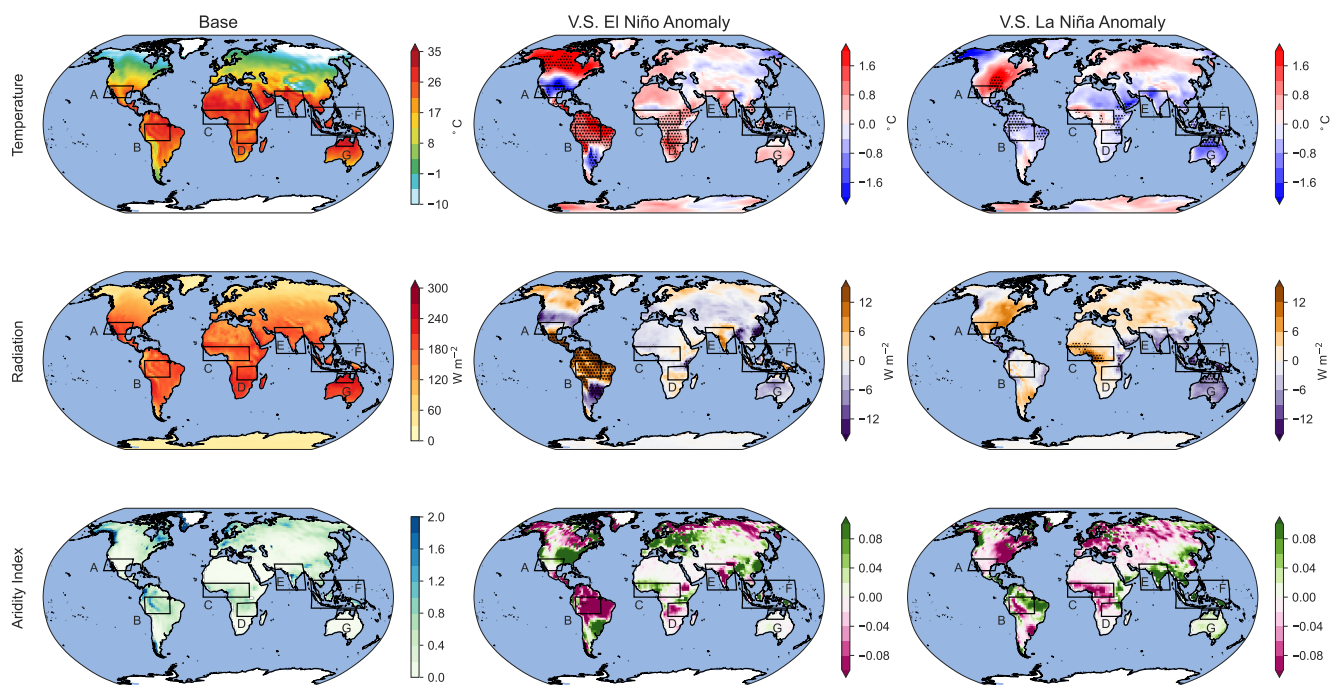 Base
V.S. El Niño Anomaly
V.S. La Niña Anomaly
Temperature
A
B
C
D
E
F
G
35
26
17
8
−1
−10
° C
1.6
0.8
0.0
−0.8
−1.6
° C
A
B
C
D
E
F
G
1.6
0.8
0.0
−0.8
−1.6
° C
Radiation
A
B
C
D
E
F
G
300
240
180
120
60
0
W m−2
A
B
C
D
E
F
G
12
6
0
−6
−12
W m−2
A
B
C
D
E
F
G
12
6
0
−6
−12
W m−2
Aridity Index
A
B
C
D
E
F
G
2.0
1.6
1.2
0.8
0.4
0.0
A
B
C
D
E
F
G
0.08
0.04
0.00
−0.04
−0.08
A
B
C
D
E
F
G
0.08
0.04
0.00
−0.04
−0.08